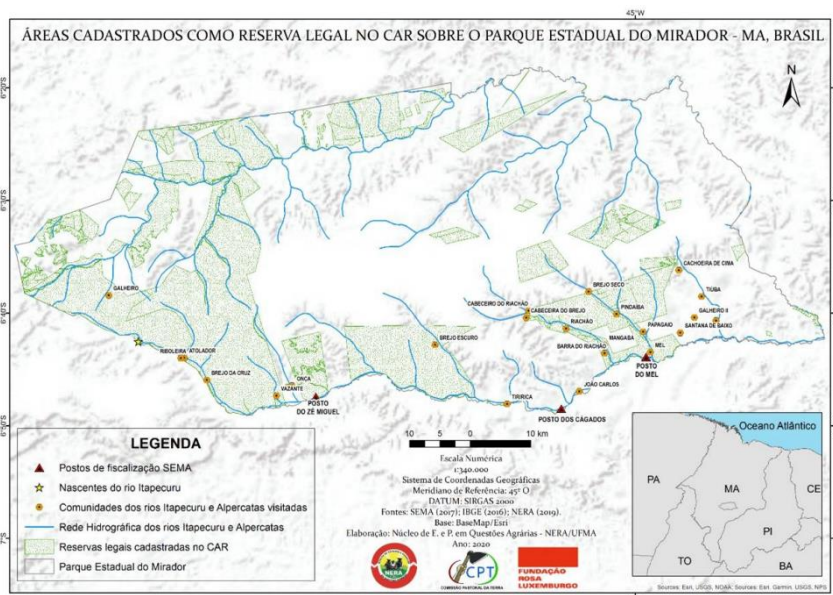 45°W
ÁREAS CADASTRADOS COMO RESERVA LEGAL NO CAR SOBRE O PARQUE ESTADUAL DO MIRADOR - MA, BRASIL
N
6°20'S
6°30'S
6°40'S
7°S
CACHOEIRA DE CIMA
GALHEIRO
BREJO SECO
TIUBA
CABECEIRO DO RIACHÃO
CABECEIRA DO BREJO
PINDAIBA
GALHEIRO II
RIACHÃO
PAPAGAIO
SANTANA DE BAIXO
BREJO ESCURO
MANGABA
RIBOLEIRA
ATOLADOR
BARRA DO RIACHÃO
MEL
POSTO
DO MEL
BREJO DA CRUZ
ONÇA
VAZANTE
JOÃO CARLOS
POSTO
DO ZÉ MIGUEL
TIRIRICA
POSTO DOS CÁGADOS
LEGENDA
Postos de fiscalização SEMA
Nascentes do rio Itapecuru
Comunidades dos rios Itapecuru e Alpercatas visitadas
Rede Hidrográfica dos rios Itapecuru e Alpercatas
Reservas legais cadastradas no CAR
Parque Estadual do Mirador
10 5 0 10 km
Escala Numérica
1:340.000
Sistema de Coordenadas Geográficas
Meridiano de Referência: 45° O
DATUM: SIRGAS 2000
Fontes: SEMA (2017); IBGE (2016); NERA (2019).
Base: BaseMap/Esri
Elaboração: Núcleo de E. e P. em Questões Agrárias - NERA/UFMA
Ano: 2020
NERA
CPT
COMISSÃO PASTORAL DA TERRA
FUNDAÇÃO
ROSA
LUXEMBURGO
Oceano Atlântico
PA
MA
CE
PI
TO
BA
Sources: Esri, USGS, NOAA, Sources: Esri, Garmin, USGS, NPS